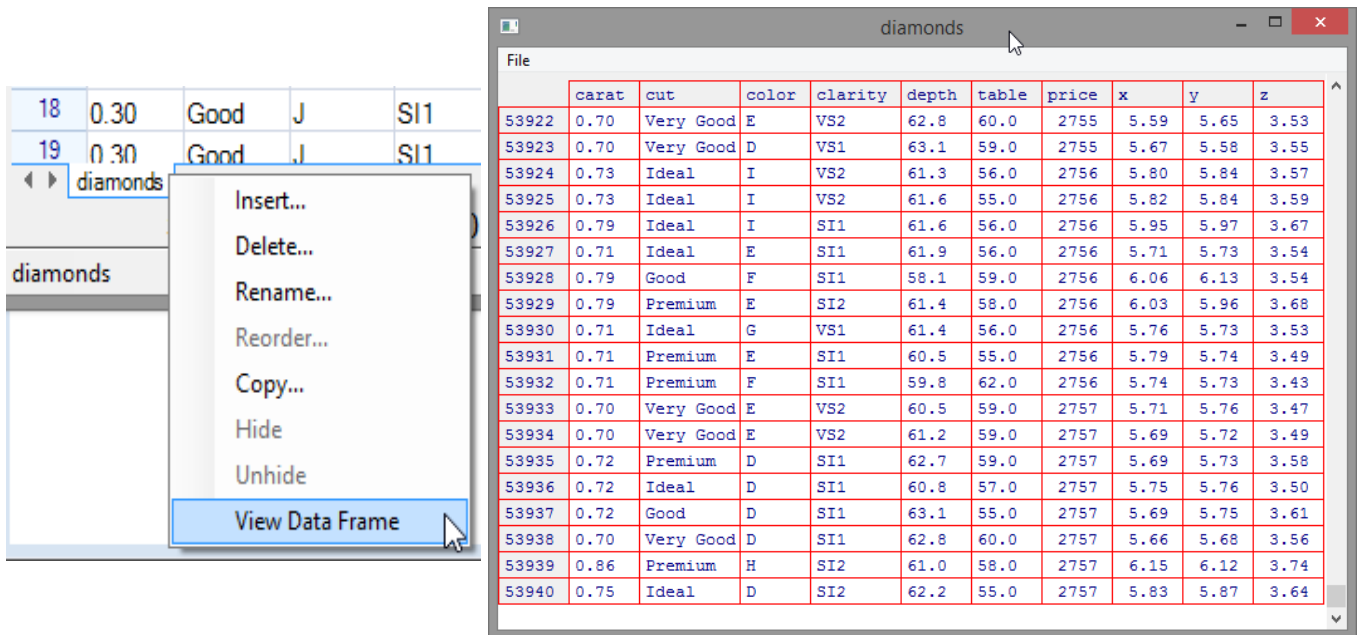 18 0.30 Good J SI1
19 0.30 Good J SI1
diamonds
Insert...
Delete...
diamonds
Rename...
Reorder...
Copy...
Hide
Unhide
View Data Frame
diamonds
File
carat cut color clarity depth table price x y z
53922 0.70 Very Good E VS2 62.8 60.0 2755 5.59 5.65 3.53
53923 0.70 Very Good D VS1 63.1 59.0 2755 5.67 5.58 3.55
53924 0.73 Ideal I VS2 61.3 56.0 2756 5.80 5.84 3.57
53925 0.73 Ideal I VS2 61.6 55.0 2756 5.82 5.84 3.59
53926 0.79 Ideal I SI1 61.6 56.0 2756 5.95 5.97 3.67
53927 0.71 Ideal E SI1 61.9 56.0 2756 5.71 5.73 3.54
53928 0.79 Good F SI1 58.1 59.0 2756 6.06 6.13 3.54
53929 0.79 Premium E SI2 61.4 58.0 2756 6.03 5.96 3.68
53930 0.71 Ideal G VS1 61.4 56.0 2756 5.76 5.73 3.53
53931 0.71 Premium E SI1 60.5 55.0 2756 5.79 5.74 3.49
53932 0.71 Premium F SI1 59.8 62.0 2756 5.74 5.73 3.43
53933 0.70 Very Good E VS2 60.5 59.0 2757 5.71 5.76 3.47
53934 0.70 Very Good E VS2 61.2 59.0 2757 5.69 5.72 3.49
53935 0.72 Premium D SI1 62.7 59.0 2757 5.69 5.73 3.58
53936 0.72 Ideal D SI1 60.8 57.0 2757 5.75 5.76 3.50
53937 0.72 Good D SI1 63.1 55.0 2757 5.69 5.75 3.61
53938 0.70 Very Good D SI1 62.8 60.0 2757 5.66 5.68 3.56
53939 0.86 Premium H SI2 61.0 58.0 2757 6.15 6.12 3.74
53940 0.75 Ideal D SI2 62.2 55.0 2757 5.83 5.87 3.64